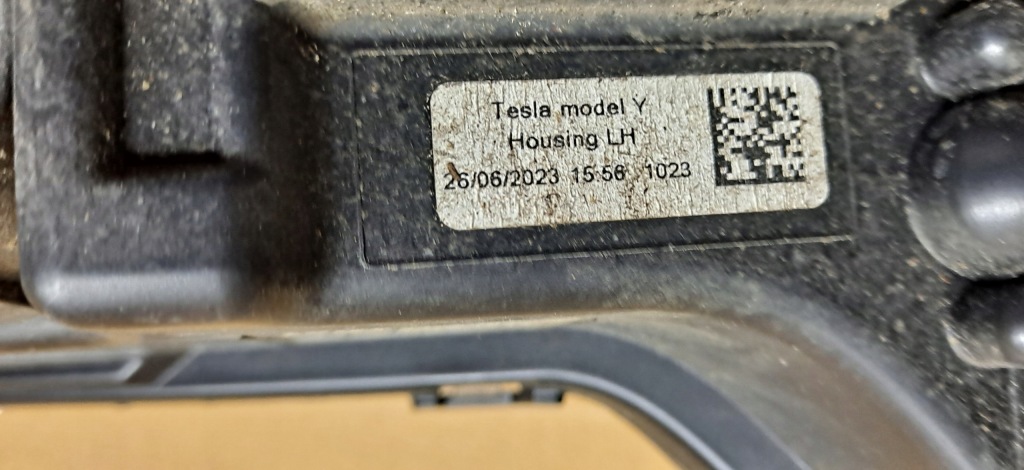 Tesla model Y
Housing LH
26/06/2023 15:56 1023